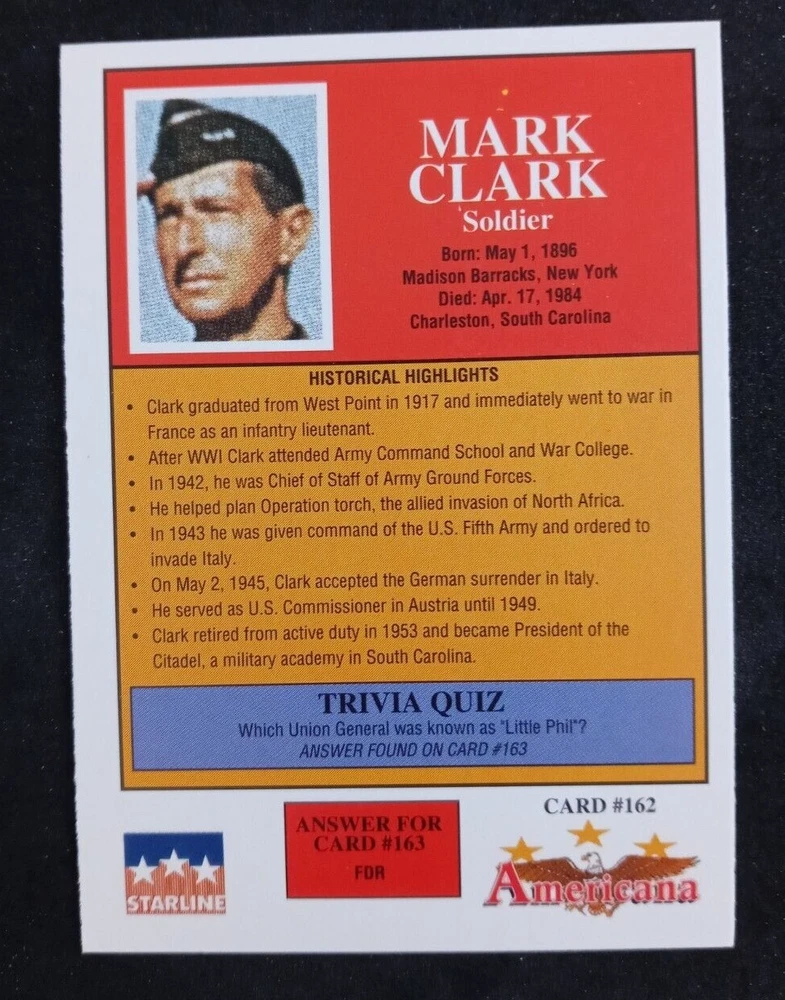 MARK
CLARK
Soldier
Born: May 1, 1896
Madison Barracks, New York
Died: Apr. 17, 1984
Charleston, South Carolina
HISTORICAL HIGHLIGHTS
• Clark graduated from West Point in 1917 and immediately went to war in
France as an infantry lieutenant.
• After WWI Clark attended Army Command School and War College.
• In 1942, he was Chief of Staff of Army Ground Forces.
• He helped plan Operation torch, the allied invasion of North Africa.
• In 1943 he was given command of the U.S. Fifth Army and ordered to
invade Italy.
• On May 2, 1945, Clark accepted the German surrender in Italy.
• He served as U.S. Commissioner in Austria until 1949.
• Clark retired from active duty in 1953 and became President of the
Citadel, a military academy in South Carolina.
TRIVIA QUIZ
Which Union General was known as "Little Phil"?
ANSWER FOUND ON CARD #163
STARLINE
ANSWER FOR
CARD #163
FDR
CARD #162
Americana